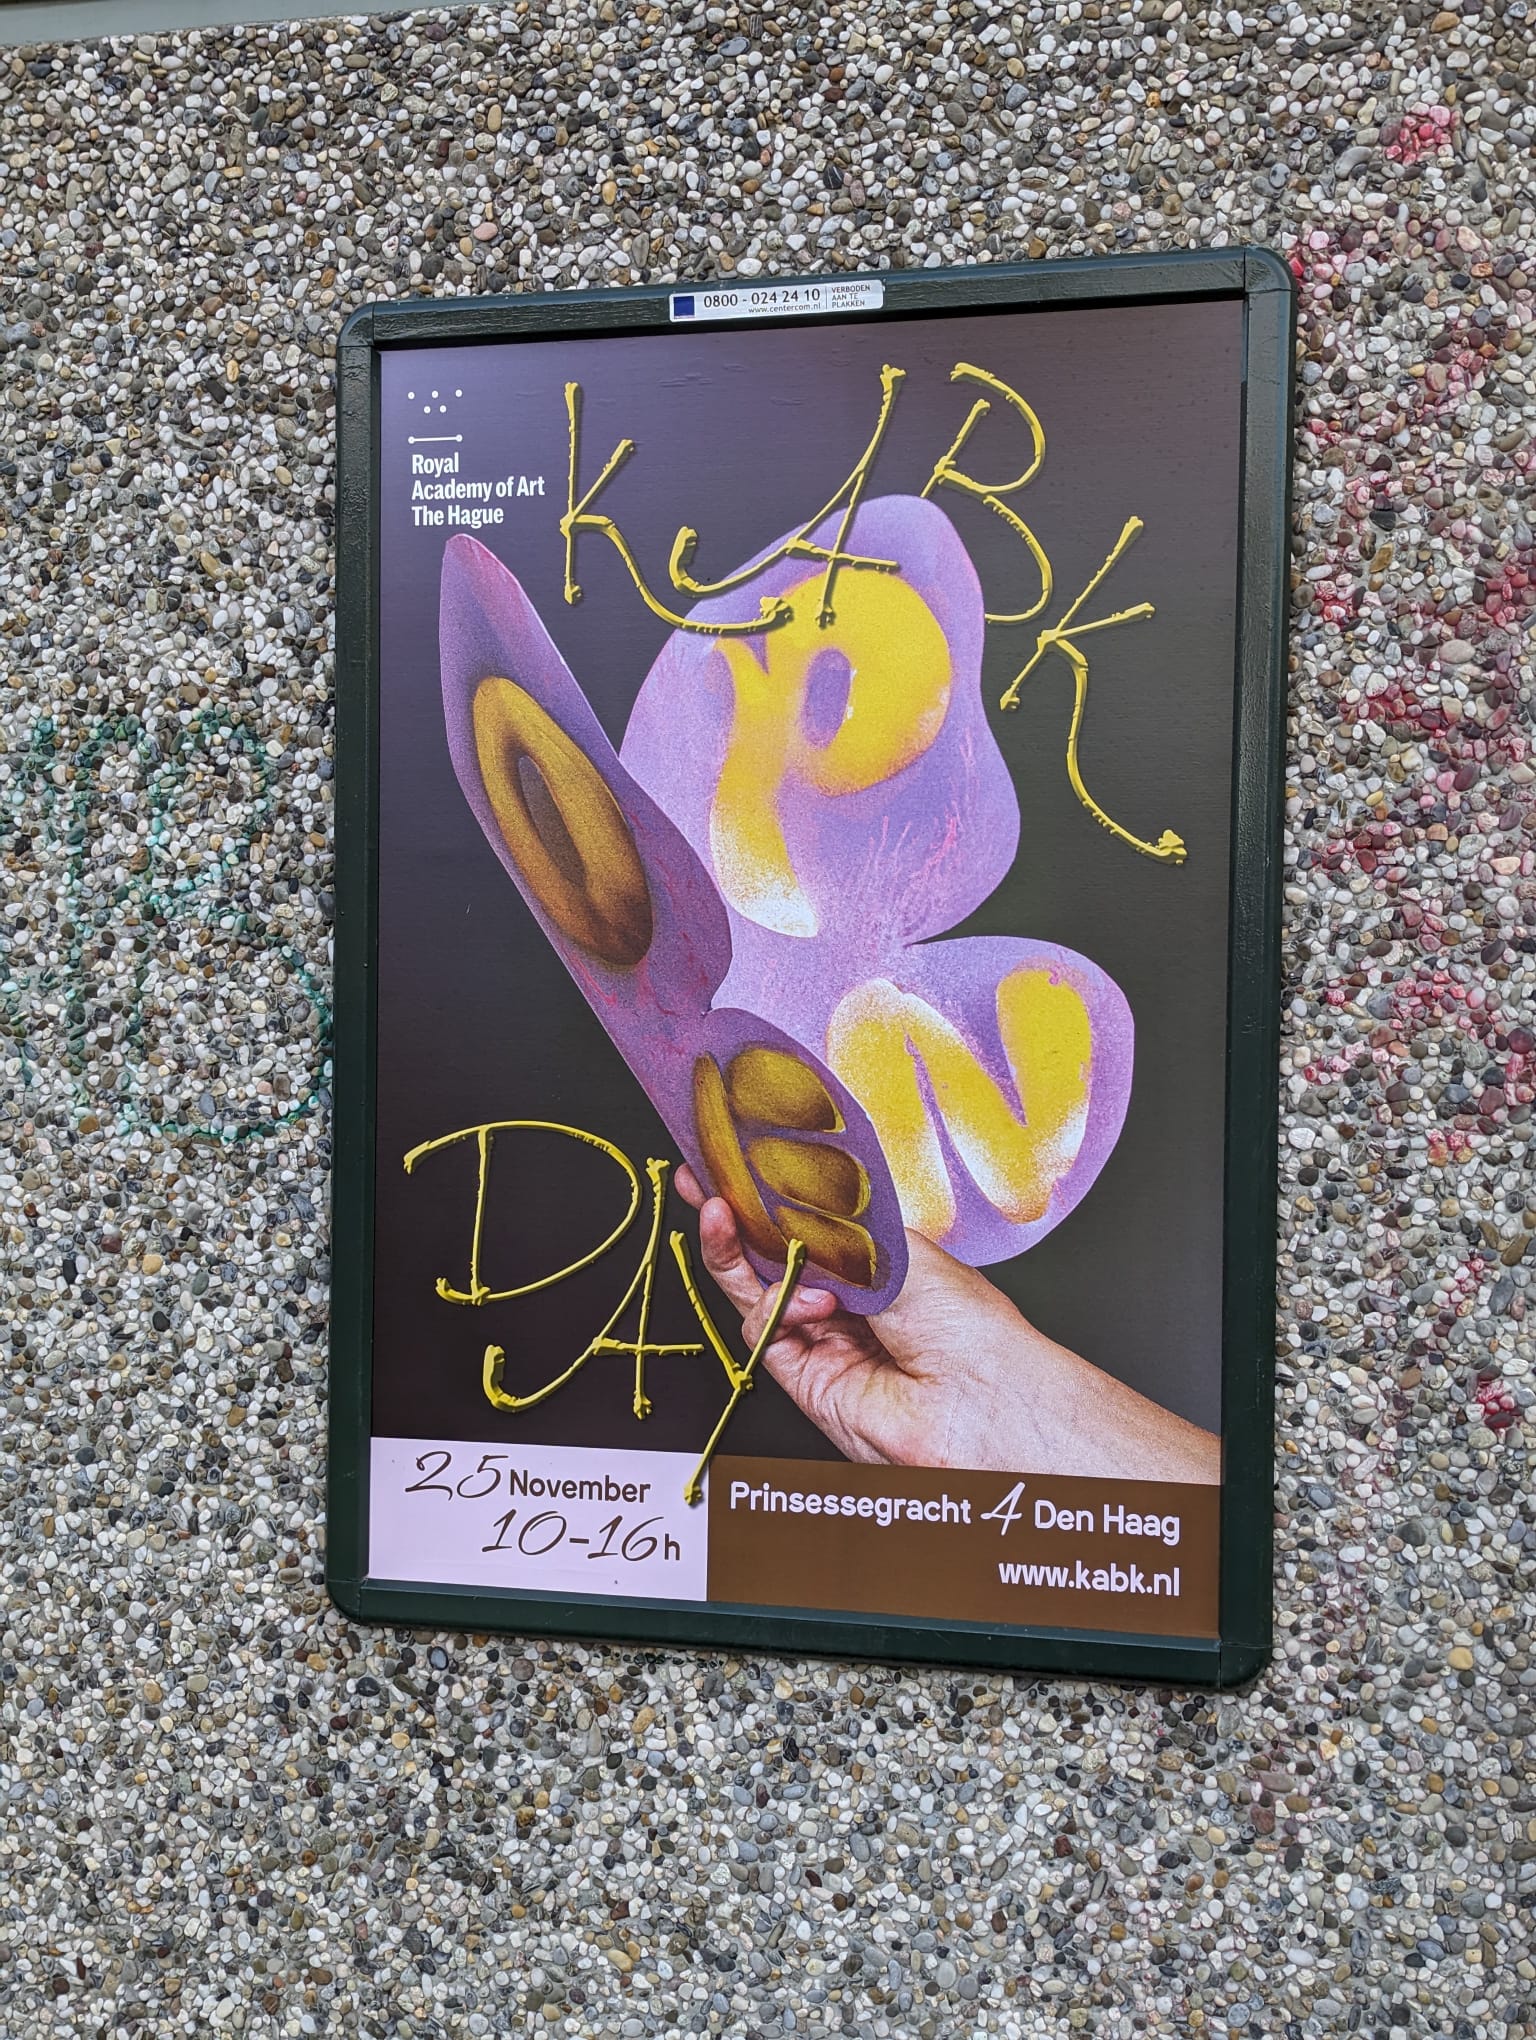 0800 - 024 24 10
www.centercom.nl
VERBODEN
AAN TE
PLAKKEN
Royal
Academy of Art
The Hague
KABK
OPEN
DAY
25 November
10-16h
Prinsessegracht 4 Den Haag
www.kabk.nl